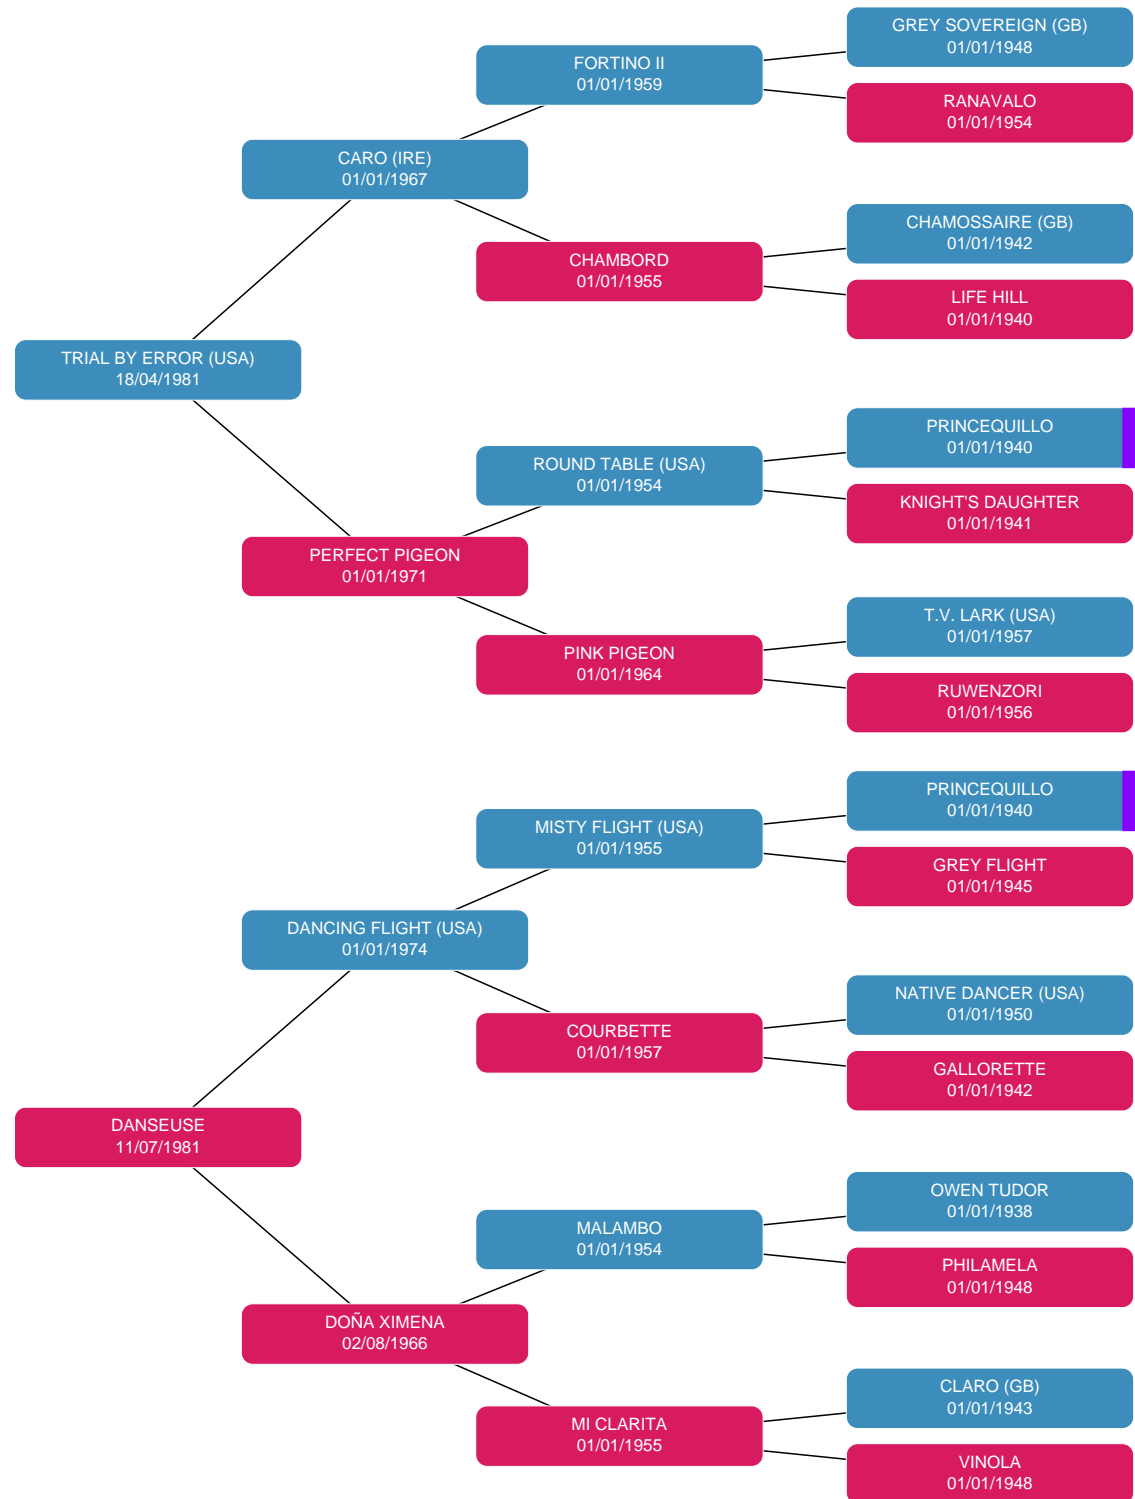 GREY SOVEREIGN (GB)
01/01/1948
FORTINO II
01/01/1959
RANAVALO
01/01/1954
CARO (IRE)
01/01/1967
CHAMOSSAIRE (GB)
01/01/1942
CHAMBORD
01/01/1955
LIFE HILL
01/01/1940
TRIAL BY ERROR (USA)
18/04/1981
PRINCEQUILLO
01/01/1940
ROUND TABLE (USA)
01/01/1954
KNIGHT'S DAUGHTER
01/01/1941
PERFECT PIGEON
01/01/1971
T.V. LARK (USA)
01/01/1957
PINK PIGEON
01/01/1964
RUWENZORI
01/01/1956
PRINCEQUILLO
01/01/1940
MISTY FLIGHT (USA)
01/01/1955
GREY FLIGHT
01/01/1945
DANCING FLIGHT (USA)
01/01/1974
NATIVE DANCER (USA)
01/01/1950
COURBETTE
01/01/1957
GALLORETTE
01/01/1942
DANSEUSE
11/07/1981
OWEN TUDOR
01/01/1938
MALAMBO
01/01/1954
PHILAMELA
01/01/1948
DOÑA XIMENA
02/08/1966
CLARO (GB)
01/01/1943
MI CLARITA
01/01/1955
VINOLA
01/01/1948